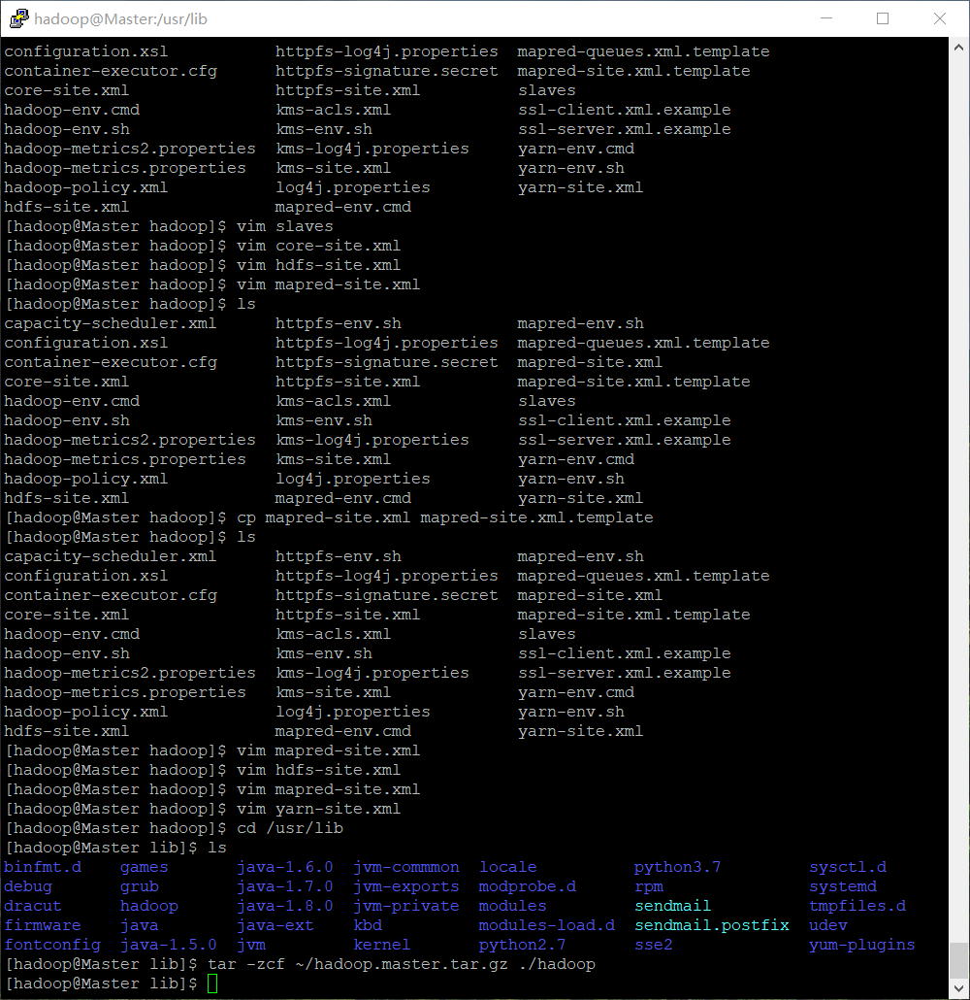 hadoop@Master:/usr/lib
configuration.xsl httpfs-log4j.properties mapred-queues.xml.template
container-executor.cfg httpfs-signature.secret mapred-site.xml.template
core-site.xml httpfs-site.xml slaves
hadoop-env.cmd kms-acls.xml ssl-client.xml.example
hadoop-env.sh kms-env.sh ssl-server.xml.example
hadoop-metrics2.properties kms-log4j.properties yarn-env.cmd
hadoop-metrics.properties kms-site.xml yarn-env.sh
hadoop-policy.xml log4j.properties yarn-site.xml
hdfs-site.xml mapred-env.cmd
[hadoop@Master hadoop]$ vim slaves
[hadoop@Master hadoop]$ vim core-site.xml
[hadoop@Master hadoop]$ vim hdfs-site.xml
[hadoop@Master hadoop]$ vim mapred-site.xml
[hadoop@Master hadoop]$ ls
capacity-scheduler.xml httpfs-env.sh mapred-env.sh
configuration.xsl httpfs-log4j.properties mapred-queues.xml.template
container-executor.cfg httpfs-signature.secret mapred-site.xml
core-site.xml httpfs-site.xml mapred-site.xml.template
hadoop-env.cmd kms-acls.xml slaves
hadoop-env.sh kms-env.sh ssl-client.xml.example
hadoop-metrics2.properties kms-log4j.properties ssl-server.xml.example
hadoop-metrics.properties kms-site.xml yarn-env.cmd
hadoop-policy.xml log4j.properties yarn-env.sh
hdfs-site.xml mapred-env.cmd yarn-site.xml
[hadoop@Master hadoop]$ cp mapred-site.xml mapred-site.xml.template
[hadoop@Master hadoop]$ ls
capacity-scheduler.xml httpfs-env.sh mapred-env.sh
configuration.xsl httpfs-log4j.properties mapred-queues.xml.template
container-executor.cfg httpfs-signature.secret mapred-site.xml
core-site.xml httpfs-site.xml mapred-site.xml.template
hadoop-env.cmd kms-acls.xml slaves
hadoop-env.sh kms-env.sh ssl-client.xml.example
hadoop-metrics2.properties kms-log4j.properties ssl-server.xml.example
hadoop-metrics.properties kms-site.xml yarn-env.cmd
hadoop-policy.xml log4j.properties yarn-env.sh
hdfs-site.xml mapred-env.cmd yarn-site.xml
[hadoop@Master hadoop]$ vim mapred-site.xml
[hadoop@Master hadoop]$ vim hdfs-site.xml
[hadoop@Master hadoop]$ vim mapred-site.xml
[hadoop@Master hadoop]$ vim yarn-site.xml
[hadoop@Master hadoop]$ cd /usr/lib
[hadoop@Master lib]$ ls
binfmt.d games java-1.6.0 jvm-commmon locale python3.7 sysctl.d
debug grub java-1.7.0 jvm-exports modprobe.d rpm systemd
dracut hadoop java-1.8.0 jvm-private modules sendmail tmpfiles.d
firmware java java-ext kbd modules-load.d sendmail.postfix udev
fontconfig java-1.5.0 jvm kernel python2.7 sse2 yum-plugins
[hadoop@Master lib]$ tar -zcf ~/hadoop.master.tar.gz ./hadoop
[hadoop@Master lib]$